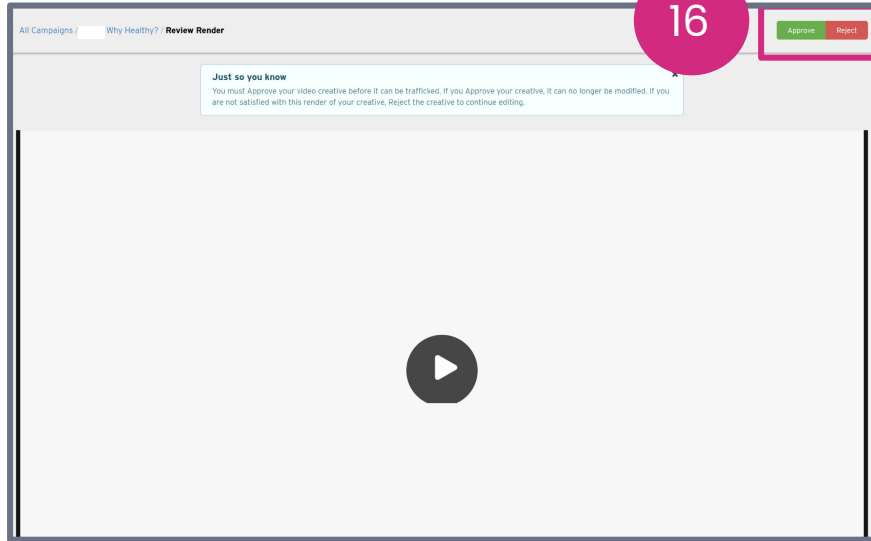 16
All Campaigns / Why Healthy? / Review Render
Approve Reject
Just so you know
You must Approve your video creative before it can be trafficked. If you Approve your creative, it can no longer be modified. If you
are not satisfied with this render of your creative, Reject the creative to continue editing.